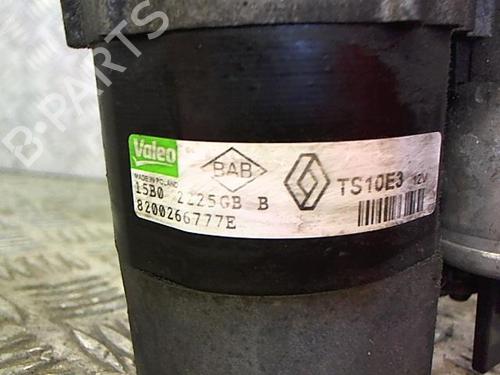 Valeo
MADE IN POLAND
BAB
TS10E3 12V
15B0 2225GB B
8200266777E
B-PARTS